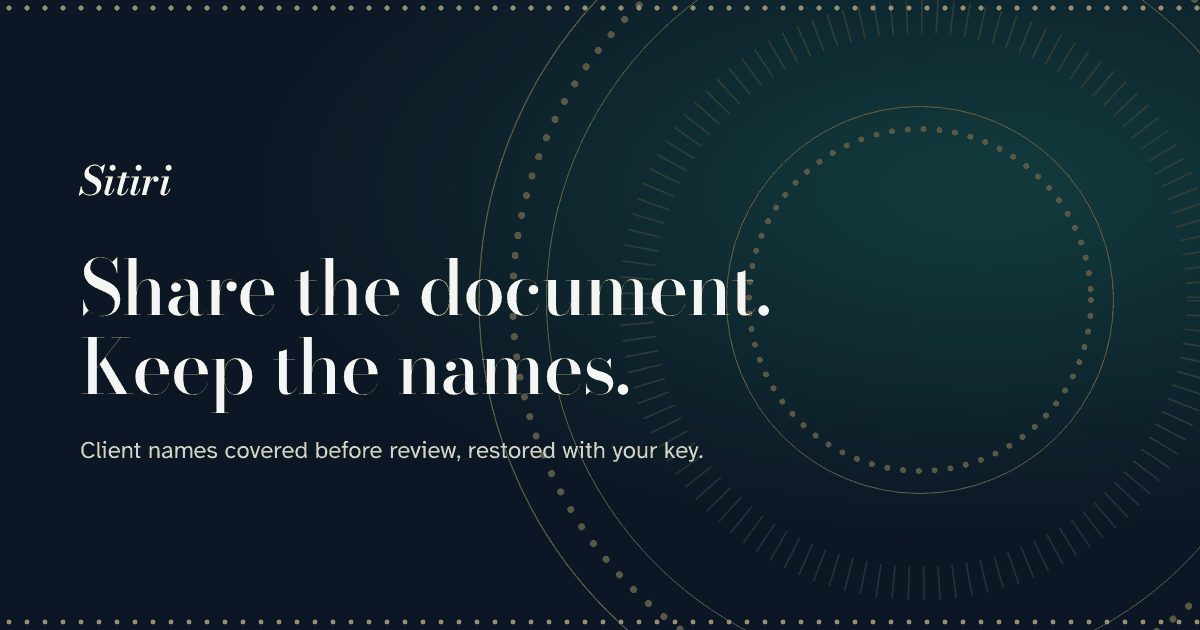 Sitiri
Share the document.
Keep the names.
Client names covered before review, restored with your key.